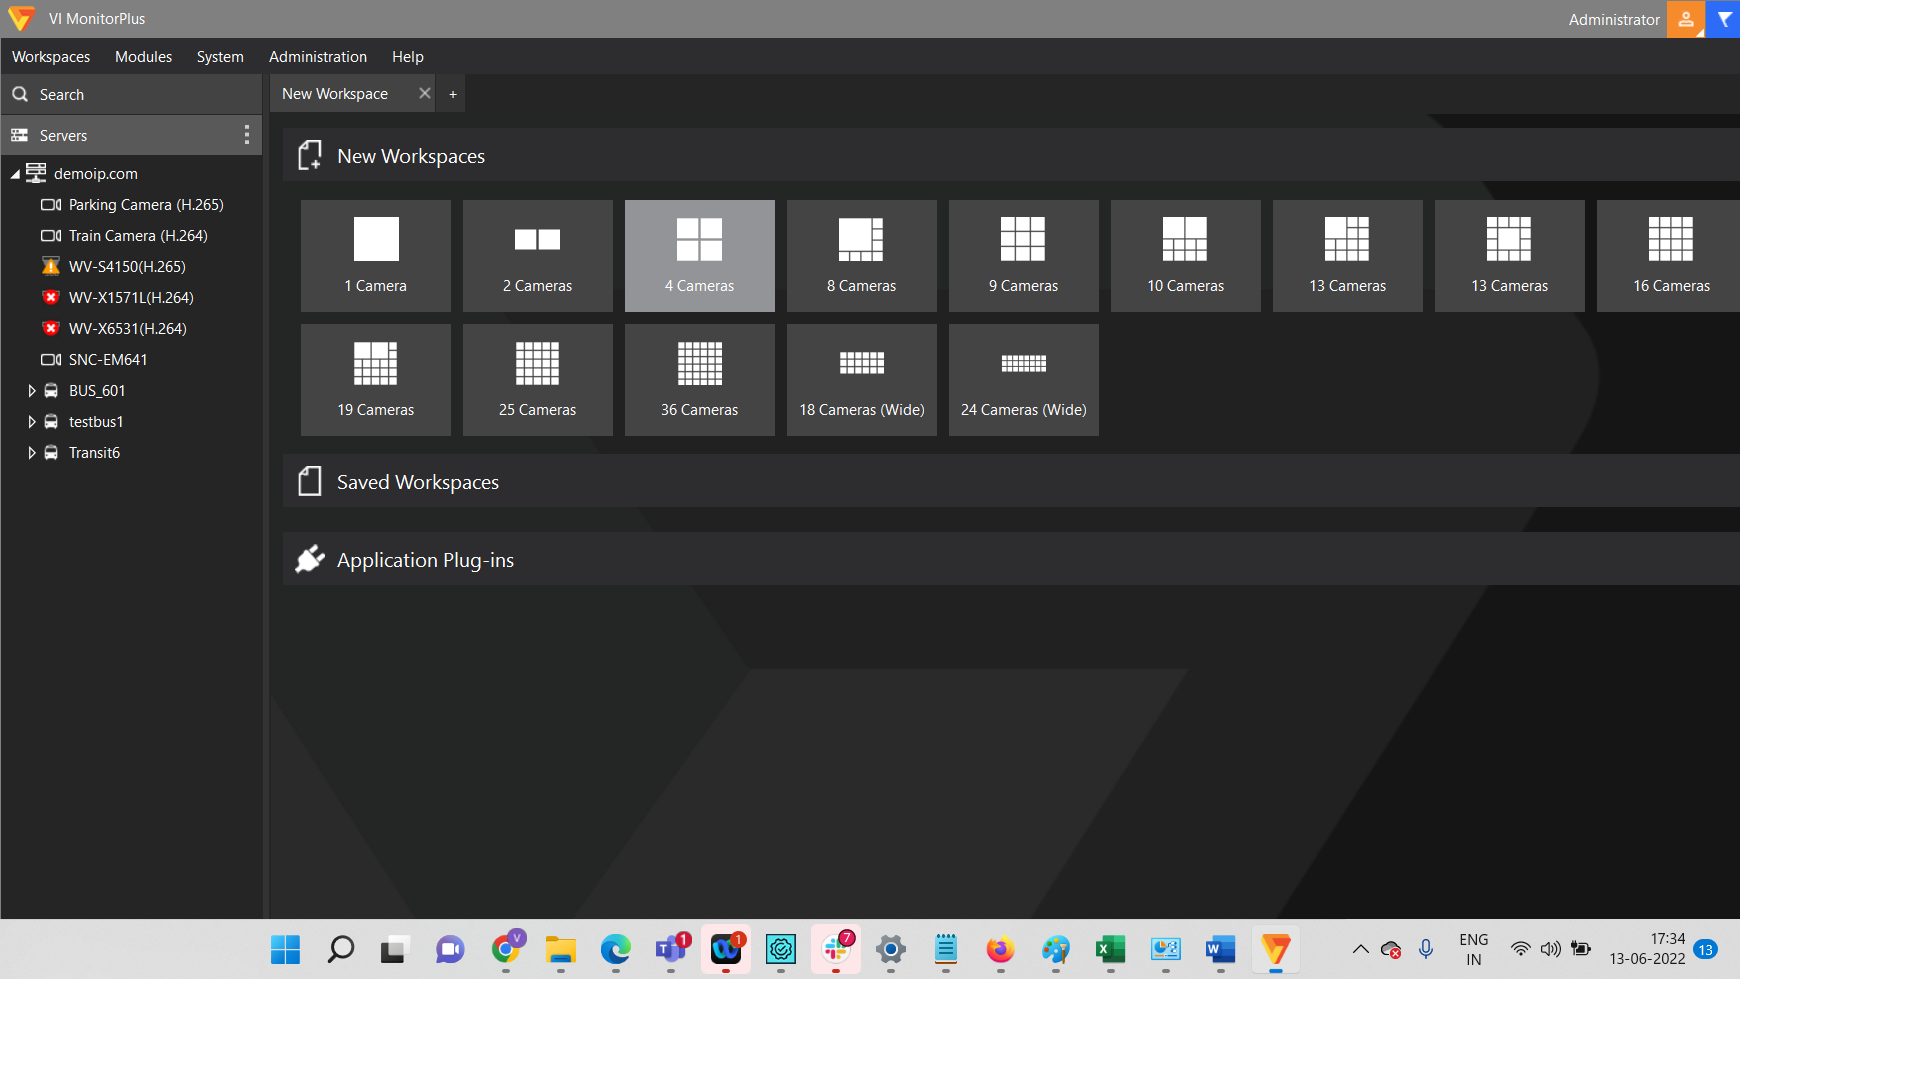 VI MonitorPlus
Administrator
Workspaces Modules System Administration Help
Search
New Workspace +
Servers
demoip.com
Parking Camera (H.265)
Train Camera (H.264)
WV-S4150(H.265)
WV-X1571L(H.264)
WV-X6531(H.264)
SNC-EM641
BUS_601
testbus1
Transit6
New Workspaces
1 Camera
2 Cameras
4 Cameras
8 Cameras
9 Cameras
10 Cameras
13 Cameras
13 Cameras
16 Cameras
19 Cameras
25 Cameras
36 Cameras
18 Cameras (Wide)
24 Cameras (Wide)
Saved Workspaces
Application Plug-ins
V
T 1
1
7
X
W
ENG
IN
17:34
13-06-2022
13